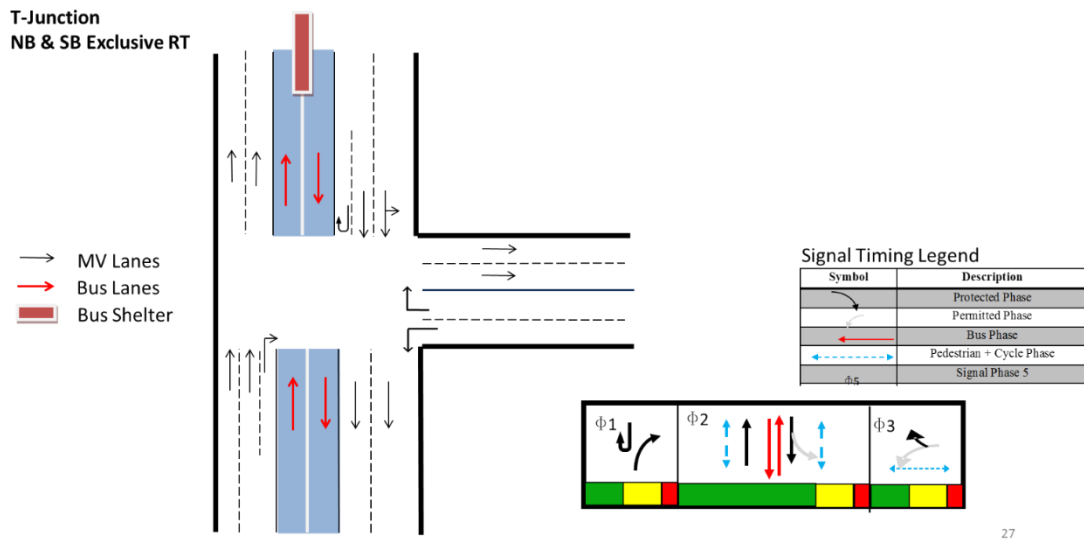 T-Junction
NB & SB Exclusive RT
MV Lanes
Bus Lanes
Bus Shelter
Signal Timing Legend
Symbol Description
Protected Phase
Permitted Phase
Bus Phase
Pedestrian + Cycle Phase
Φ5 Signal Phase 5
Φ1 Φ2 Φ3
27